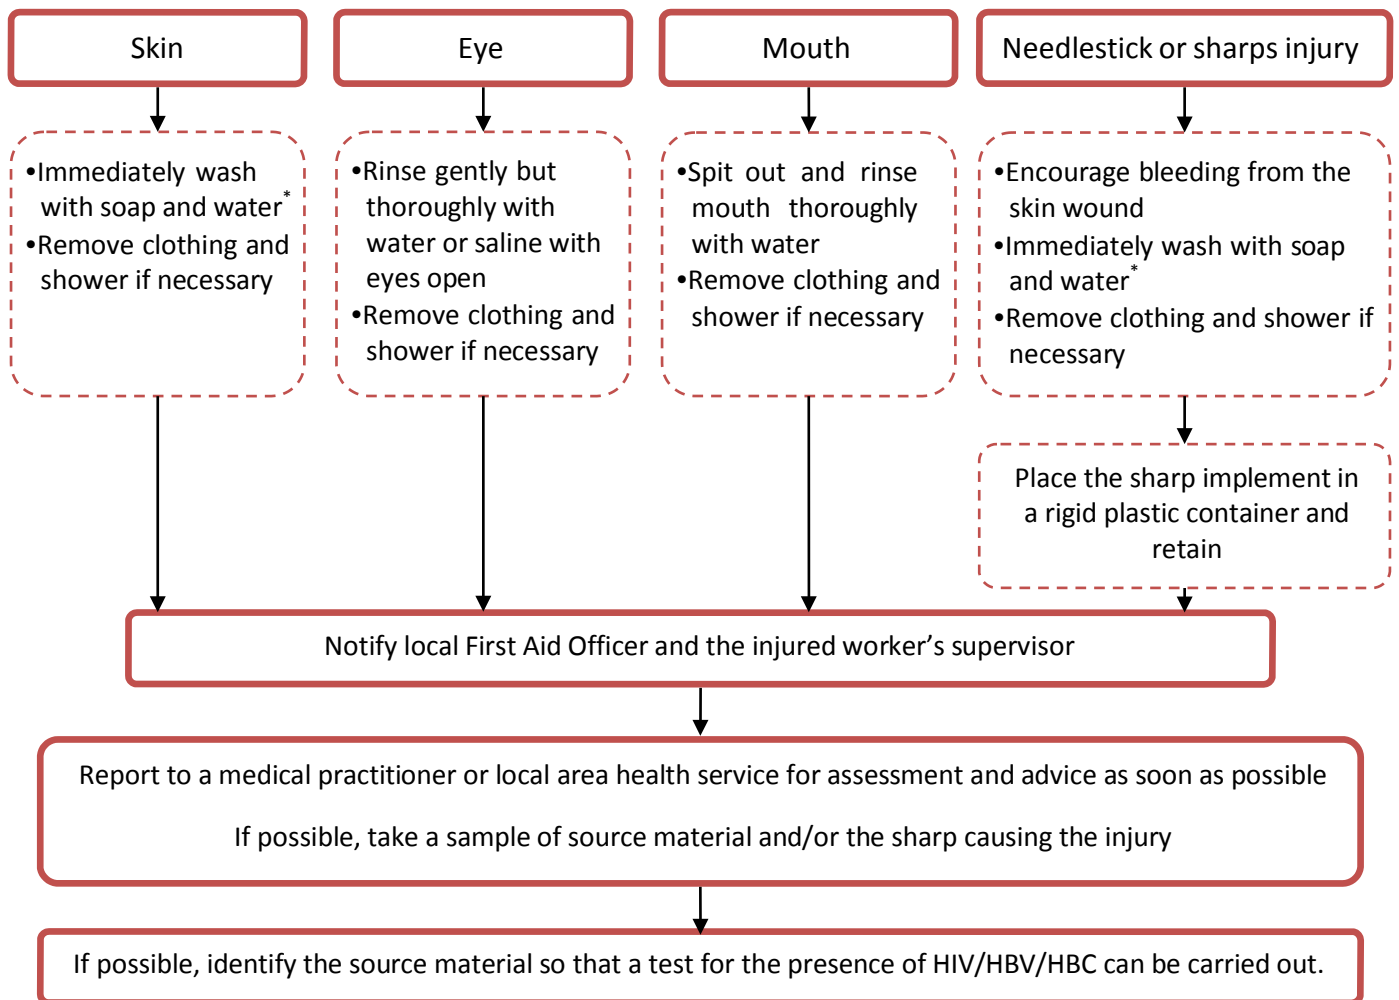 Skin
Eye
Mouth
Needlestick or sharps injury
•Immediately wash
with soap and water*
•Remove clothing and
shower if necessary
•Rinse gently but
thoroughly with
water or saline with
eyes open
•Remove clothing and
shower if necessary
•Spit out and rinse
mouth thoroughly
with water
•Remove clothing and
shower if necessary
•Encourage bleeding from the
skin wound
•Immediately wash with soap
and water*
•Remove clothing and shower if
necessary
Place the sharp implement in
a rigid plastic container and
retain
Notify local First Aid Officer and the injured worker’s supervisor
Report to a medical practitioner or local area health service for assessment and advice as soon as possible
If possible, take a sample of source material and/or the sharp causing the injury
If possible, identify the source material so that a test for the presence of HIV/HBV/HBC can be carried out.